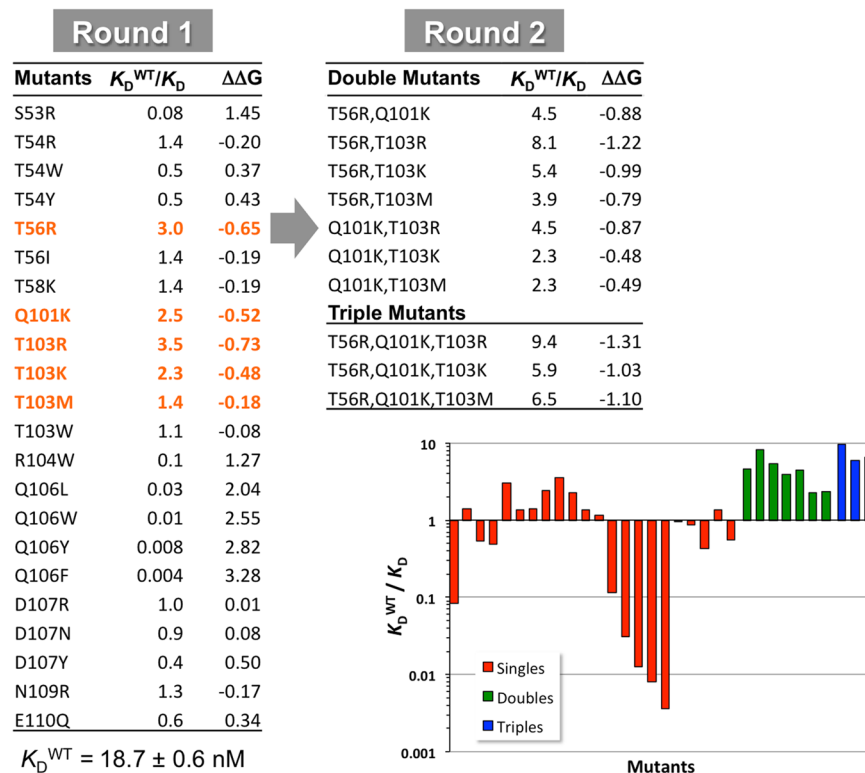 Round 1
Mutants K_D^WT/K_D ΔΔG
S53R 0.08 1.45
T54R 1.4 -0.20
T54W 0.5 0.37
T54Y 0.5 0.43
T56R 3.0 -0.65
T56I 1.4 -0.19
T58K 1.4 -0.19
Q101K 2.5 -0.52
T103R 3.5 -0.73
T103K 2.3 -0.48
T103M 1.4 -0.18
T103W 1.1 -0.08
R104W 0.1 1.27
Q106L 0.03 2.04
Q106W 0.01 2.55
Q106Y 0.008 2.82
Q106F 0.004 3.28
D107R 1.0 0.01
D107N 0.9 0.08
D107Y 0.4 0.50
N109R 1.3 -0.17
E110Q 0.6 0.34
K_D^WT = 18.7 ± 0.6 nM
Round 2
Double Mutants K_D^WT/K_D ΔΔG
T56R,Q101K 4.5 -0.88
T56R,T103R 8.1 -1.22
T56R,T103K 5.4 -0.99
T56R,T103M 3.9 -0.79
Q101K,T103R 4.5 -0.87
Q101K,T103K 2.3 -0.48
Q101K,T103M 2.3 -0.49
Triple Mutants
T56R,Q101K,T103R 9.4 -1.31
T56R,Q101K,T103K 5.9 -1.03
T56R,Q101K,T103M 6.5 -1.10
K_D^WT / K_D
10
1
0.1
0.01
0.001
Singles
Doubles
Triples
Mutants